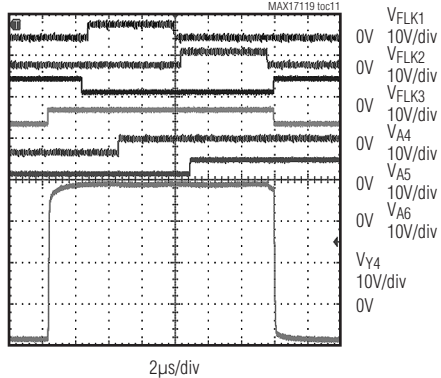 MAX17119 toc11
VFLK1
0V 10V/div
VFLK2
0V 10V/div
VFLK3
0V 10V/div
VA4
0V 10V/div
VA5
0V 10V/div
VA6
0V 10V/div
VY4
10V/div
0V
2µs/div